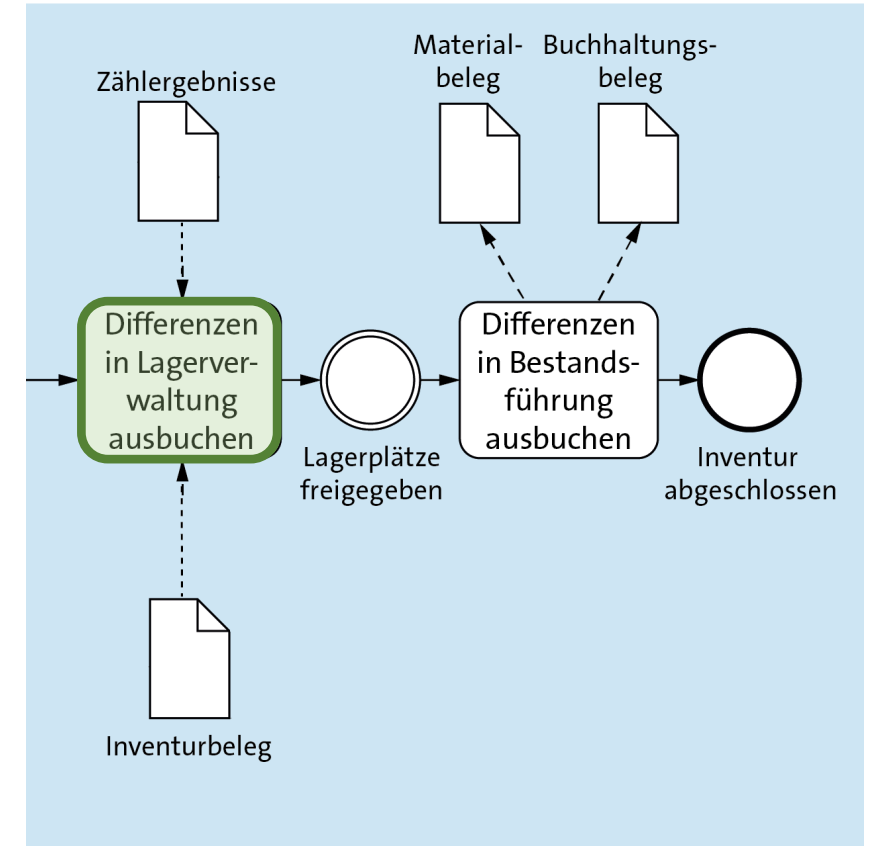 Material-
beleg
Buchhaltungs-
beleg
Zählergebnisse
Differenzen
in Lagerver-
waltung
ausbuchen
Lagerplätze
freigegeben
Differenzen
in Bestands-
führung
ausbuchen
Inventur
abgeschlossen
Inventurbeleg